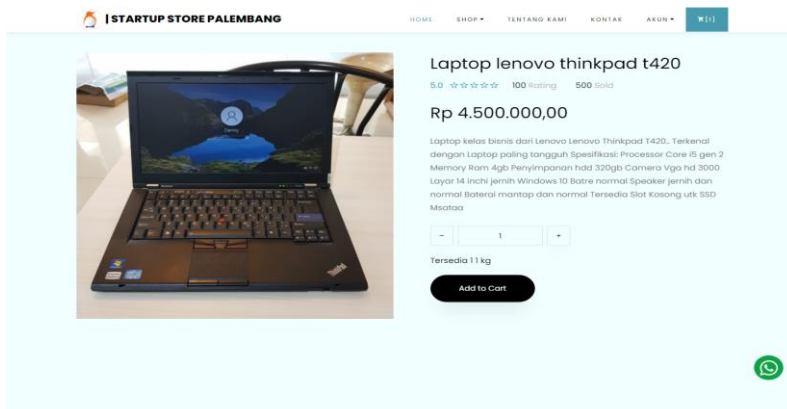 | STARTUP STORE PALEMBANG
HOME SHOP TENTANG KAMI KONTAK AKUN [1]
Laptop lenovo thinkpad t420
5.0 100 Rating 500 Sold
Rp 4.500.000,00
Laptop kelas bisnis dari Lenovo Lenovo Thinkpad T420.. Terkenal
dengan Laptop paling tangguh Spesifikasi: Processor Core i5 gen 2
Memory Ram 4gb Penyimpanan hdd 320gb Camera Vga hd 3000
Layar 14 inchi jernih Windows 10 Batre normal Speaker jernih dan
normal Baterai mantap dan normal Tersedia Slot Kosong utk SSD
Msataa
- 1 +
Tersedia 1 1 kg
Add to Cart
Danny
ThinkPad